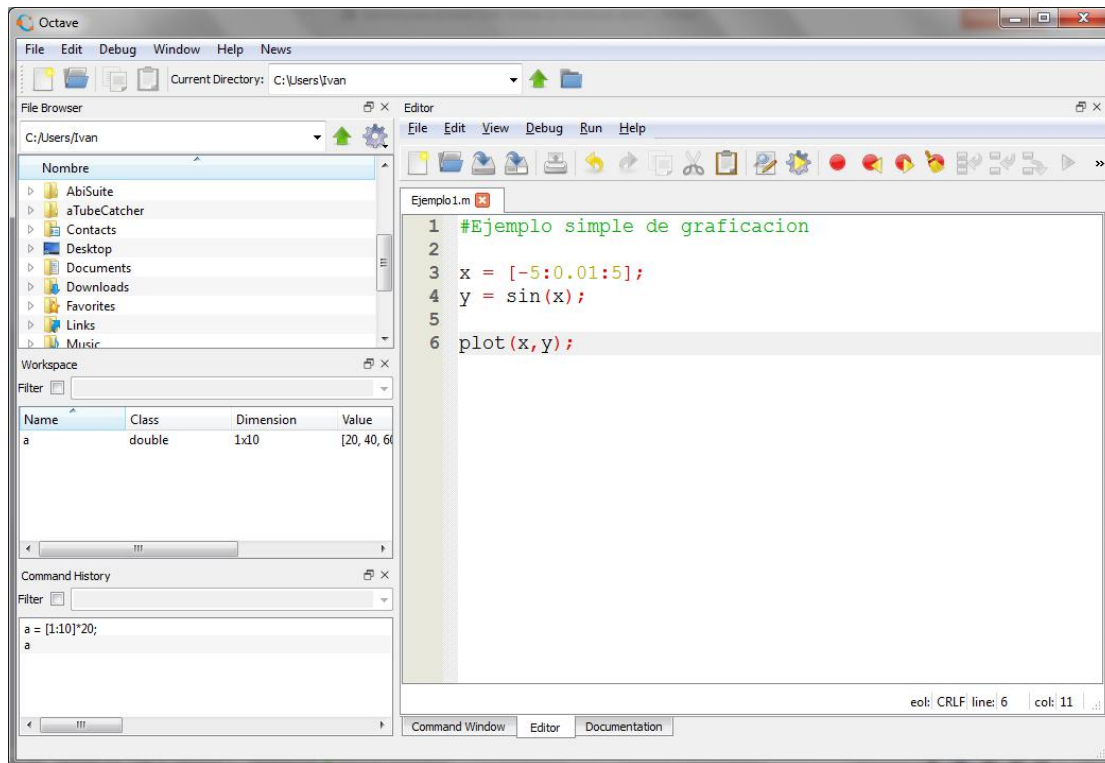 Octave
File Edit Debug Window Help News
Current Directory: C:\Users\Ivan
File Browser
C:/Users/Ivan
Nombre
AbiSuite
aTubeCatcher
Contacts
Desktop
Documents
Downloads
Favorites
Links
Music
Workspace
Filter
Name Class Dimension Value
a double 1x10 [20, 40, 60
Command History
Filter
a = [1:10]*20;
a
Editor
File Edit View Debug Run Help
Ejemplo1.m
1 #Ejemplo simple de graficacion
2
3 x = [-5:0.01:5];
4 y = sin(x);
5
6 plot(x,y);
eol: CRLF line: 6 col: 11
Command Window Editor Documentation